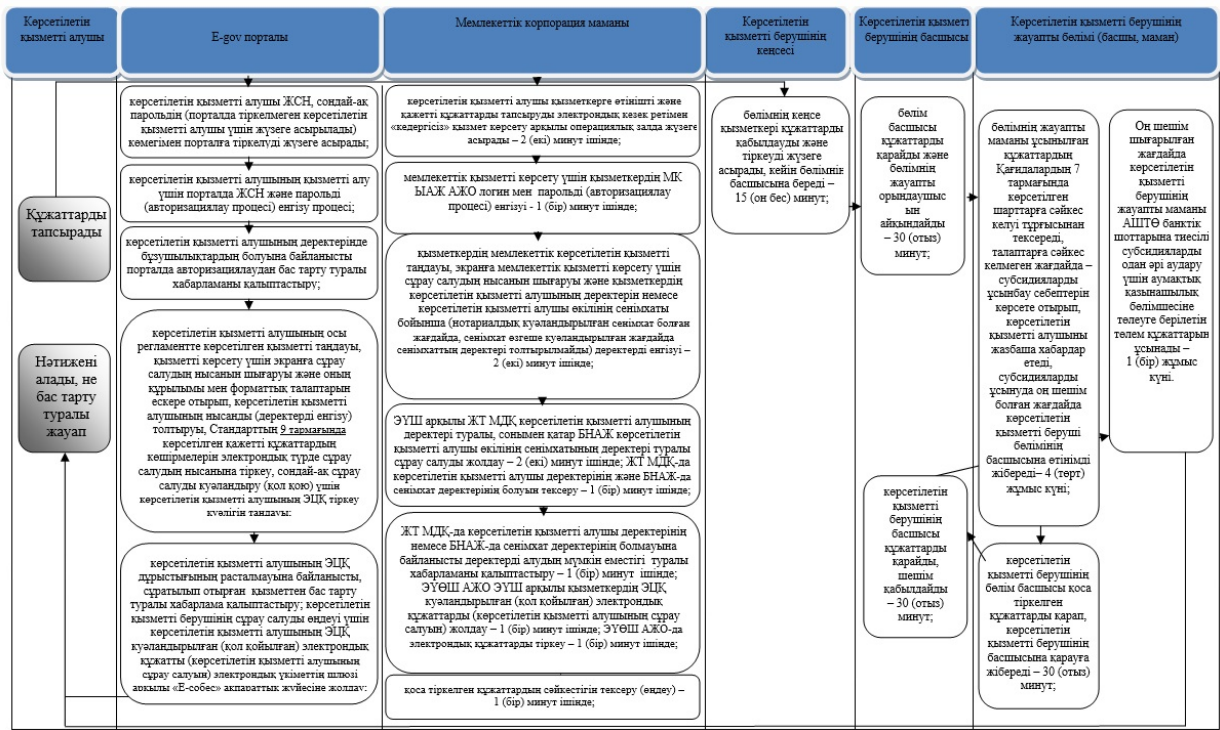 Көрсетілетін
қызметті алушы
E-gov порталы
Мемлекеттік корпорация маманы
Көрсетілетін
қызметті берушінің
кеңсесі
Көрсетілетін қызметті
берушінің басшысы
Көрсетілетін қызметті берушінің
жауапты бөлімі (басшы, маман)
Құжаттарды
тапсырады
Нәтижені
алады, не
бас тарту
туралы
жауап
көрсетілетін қызметті алушы ЖСН, сондай-ақ
парольдің (порталда тіркелмеген көрсетілетін
қызметті алушы үшін жүзеге асырылады)
көмегімен порталға тіркелуді жүзеге асырады;
көрсетілетін қызметті алушының қызметті алу
үшін порталда ЖСН және парольді
(авторизациялау процесі) енгізу процесі;
көрсетілетін қызметті алушының деректерінде
бұзушылықтардың болуына байланысты
порталда авторизациялаудан бас тарту туралы
хабарламаны қалыптастыру;
көрсетілетін қызметті алушының осы
регламентте көрсетілген қызметті таңдауы,
қызметті көрсету үшін экранға сұрау
салудың нысанын шығаруы және оның
құрылымы мен форматтық талаптарын
ескере отырып, көрсетілетін қызметті
алушының нысанды (деректерді енгізу)
толтыруы, Стандарттың 9 тармағында
көрсетілген қажетті құжаттардың
көшірмелерін электрондық түрде сұрау
салудың нысанына тіркеу, сондай-ақ сұрау
салуды куәландыру (қол қою) үшін
көрсетілетін қызметті алушының ЭЦҚ тіркеу
куәлігін таңдауы;
көрсетілетін қызметті алушының ЭЦҚ
дұрыстығының расталмауына байланысты,
сұратылып отырған қызметтен бас тарту
туралы хабарлама қалыптастыру; көрсетілетін
қызметті берушінің сұрау салуды өңдеуі үшін
көрсетілетін қызметті алушының ЭЦҚ
куәландырылған (қол қойылған) электрондық
құжатты (көрсетілетін қызметті алушының
сұрау салуын) электрондық үкіметтің шлюзі
арқылы «Е-собес» ақпараттық жүйесіне жолдау;
көрсетілетін қызметті алушы қызметкерге өтінішті және
қажетті құжаттарды тапсыруды электрондық кезек ретімен
«кедергісіз» қызмет көрсету арқылы операциялық залда жүзеге
асырады – 2 (екі) минут ішінде;
мемлекеттік қызметті көрсету үшін қызметкердің МК
ЫАЖ АЖО логин мен парольді (авторизациялау
процесі) енгізуі - 1 (бір) минут ішінде;
қызметкердің мемлекеттік көрсетілетін қызметті
таңдауы, экранға мемлекеттік қызметті көрсету үшін
сұрау салудың нысанын шығаруы және қызметкердің
көрсетілетін қызметті алушының деректерін немесе
көрсетілетін қызметті алушы өкілінің сенімхаты
бойынша (нотариалдық куәландырылған сенімхат болған
жағдайда, сенімхат өзгеше куәландырылған жағдайда
сенімхаттың деректері толтырылмайды) деректерді енгізуі –
2 (екі) минут ішінде;
ЭҮШ арқылы ЖТ МДҚ көрсетілетін қызметті алушының
деректері туралы, сонымен қатар БНАЖ көрсетілетін
қызметті алушы өкілінің сенімхатының деректері туралы
сұрау салуды жолдау – 2 (екі) минут ішінде; ЖТ МДҚ-да
көрсетілетін қызметті алушы деректерінің және БНАЖ-да
сенімхат деректерінің болуын тексеру – 1 (бір) минут ішінде;
ЖТ МДҚ-да көрсетілетін қызметті алушы деректерінің
немесе БНАЖ-да сенімхат деректерінің болмауына
байланысты деректерді алудың мүмкін еместігі туралы
хабарламаны қалыптастыру – 1 (бір) минут ішінде;
ЭҮӨШ АЖО ЭҮШ арқылы қызметкердің ЭЦҚ
куәландырылған (қол қойылған) электрондық
құжаттарды (көрсетілетін қызметті алушының сұрау
салуын) жолдау – 1 (бір) минут ішінде; ЭҮӨШ АЖО-да
электрондық құжаттарды тіркеу – 1 (бір) минут ішінде;
қоса тіркелген құжаттардың сәйкестігін тексеру (өңдеу) –
1 (бір) минут ішінде;
бөлімнің кеңсе
қызметкері құжаттарды
қабылдауды және
тіркеуді жүзеге
асырады, кейін бөлімнің
басшысына береді –
15 (он бес) минут;
бөлім
басшысы
құжаттарды
қарайды және
бөлімнің
жауапты
орындаушыс
ын
айқындайды
– 30 (отыз)
минут;
көрсетілетін
қызметті
берушінің
басшысы
құжаттарды
қарайды,
шешім
қабылдайды
– 30 (отыз)
минут;
бөлімнің жауапты
маманы ұсынылған
құжаттардың
Қағидалардың 7
тармағында
көрсетілген
шарттарға сәйкес
келуі тұрғысынан
тексереді,
талаптарға сәйкес
келмеген жағдайда –
субсидияларды
ұсынбау себептерін
көрсете отырып,
көрсетілетін
қызметті алушыны
жазбаша хабардар
етеді,
субсидияларды
ұсынуда оң шешім
болған жағдайда
көрсетілетін
қызметті беруші
бөлімінің
басшысына өтінімді
жібереді– 4 (төрт)
жұмыс күні;
көрсетілетін
қызметті берушінің
бөлім басшысы қоса
тіркелген
құжаттарды қарап,
көрсетілетін
қызметті берушінің
басшысына қарауға
жібереді – 30 (отыз)
минут;
Оң шешім
шығарылған
жағдайда
көрсетілетін
қызметті
берушінің
жауапты маманы
АШТӨ банктік
шоттарына тиесілі
субсидияларды
одан әрі аудару
үшін аумақтық
қазынашылық
бөлімшесіне
төлеуге берілетін
төлем құжаттарын
ұсынады –
1 (бір) жұмыс
күні.